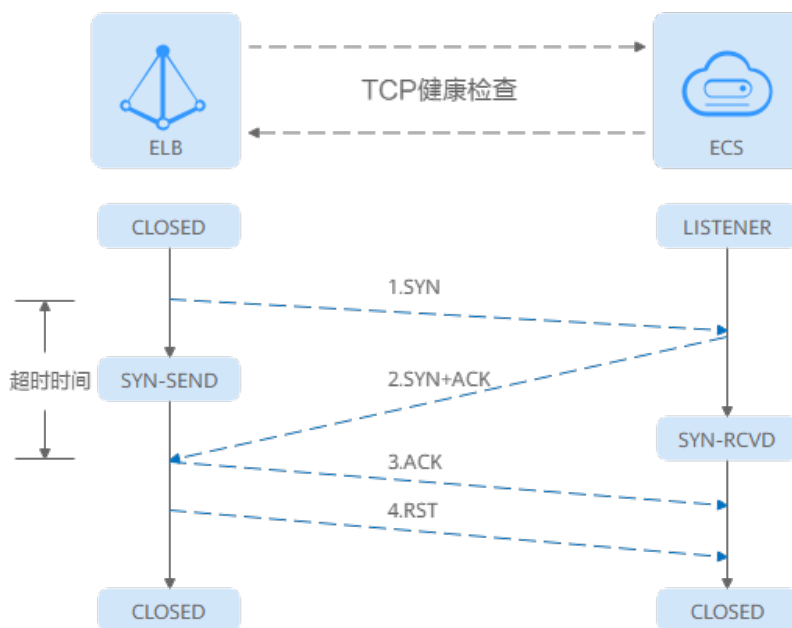 TCP健康检查
ELB
ECS
CLOSED
LISTENER
1.SYN
超时时间
SYN-SEND
2.SYN+ACK
SYN-RCVD
3.ACK
4.RST
CLOSED
CLOSED